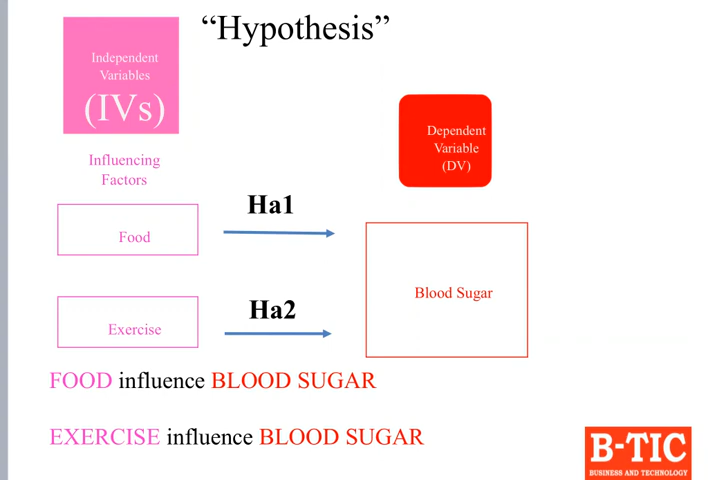 “Hypothesis”
Independent
Variables
(IVs)
Influencing
Factors
Dependent
Variable
(DV)
Food
Ha1
Blood Sugar
Exercise
Ha2
FOOD influence BLOOD SUGAR
EXERCISE influence BLOOD SUGAR
B-TIC
BUSINESS AND TECHNOLOGY